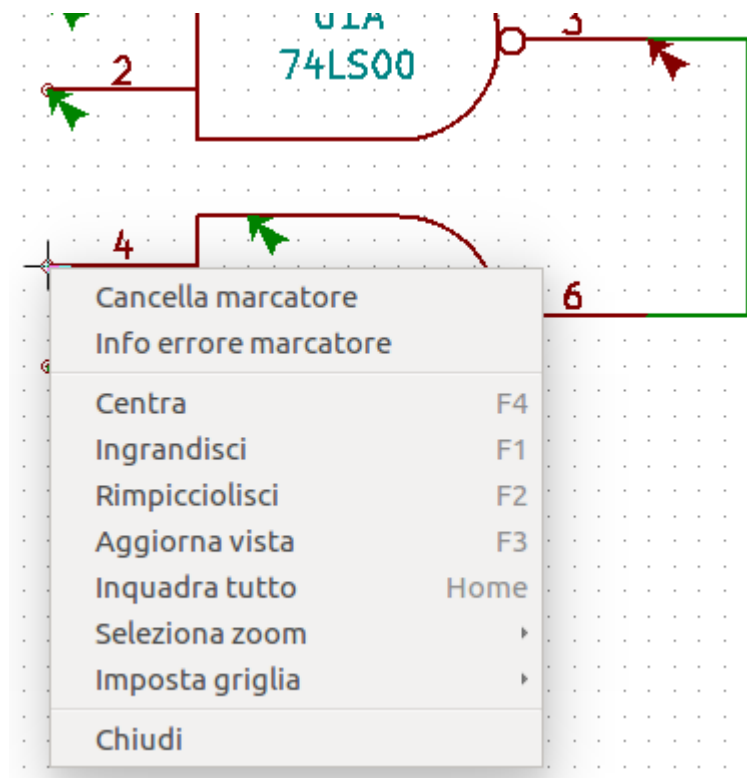 U1A
3
2
74LS00
4
6
Cancella marcatore
Info errore marcatore
Centra F4
Ingrandisci F1
Rimpicciolisci F2
Aggiorna vista F3
Inquadra tutto Home
Seleziona zoom
Imposta griglia
Chiudi